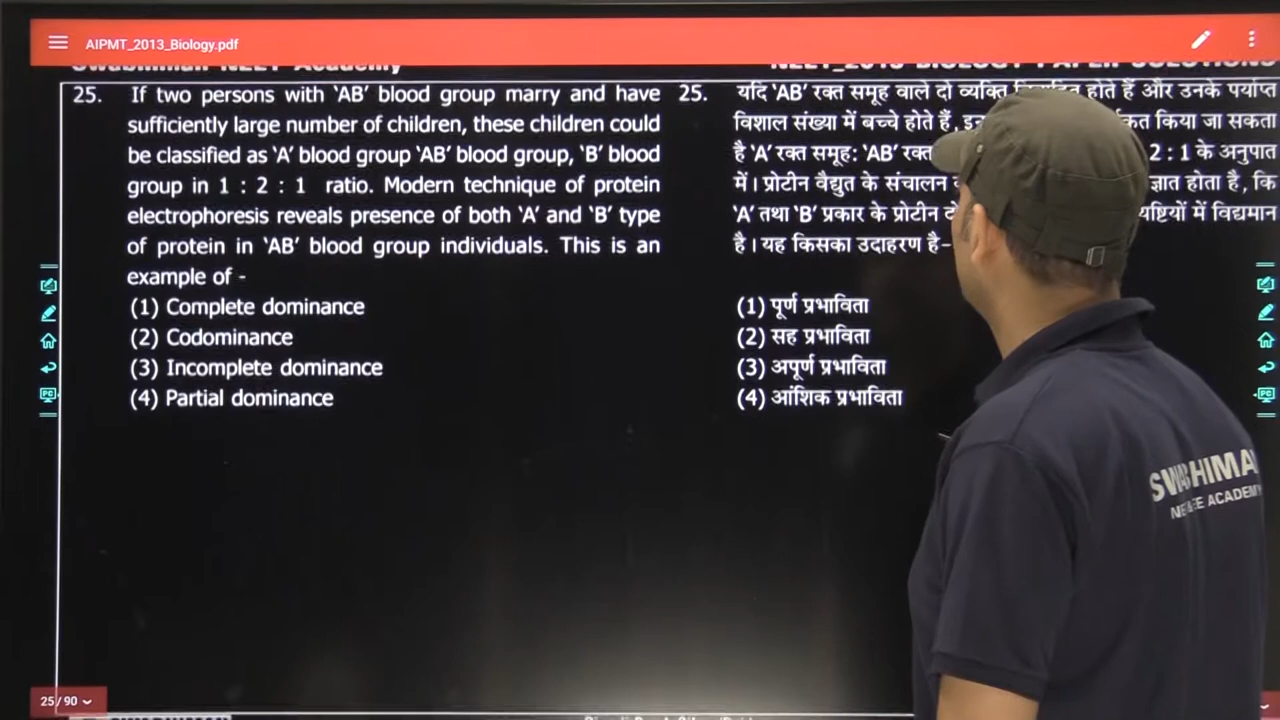 AIPMT_2013_Biology.pdf
25. If two persons with ‘AB’ blood group marry and have
sufficiently large number of children, these children could
be classified as ‘A’ blood group ‘AB’ blood group, ‘B’ blood
group in 1 : 2 : 1 ratio. Modern technique of protein
electrophoresis reveals presence of both ‘A’ and ‘B’ type
of protein in ‘AB’ blood group individuals. This is an
example of -
(1) Complete dominance
(2) Codominance
(3) Incomplete dominance
(4) Partial dominance
25. यदि ‘AB’ रक्त समूह वाले दो व्यक्ति होते हैं और उनके पर्याप्त
विशाल संख्या में बच्चे होते हैं, किया जा सकता
है ‘A’ रक्त समूह: ‘AB’ रक्त 2 : 1 के अनुपात
में। प्रोटीन वैद्युत के संचालन ज्ञात होता है, कि
‘A’ तथा ‘B’ प्रकार के प्रोटीन में विद्यमान
है। यह किसका उदाहरण है-
(1) पूर्ण प्रभाविता
(2) सह प्रभाविता
(3) अपूर्ण प्रभाविता
(4) आंशिक प्रभाविता
PC
PC
25/90
ACADEMY